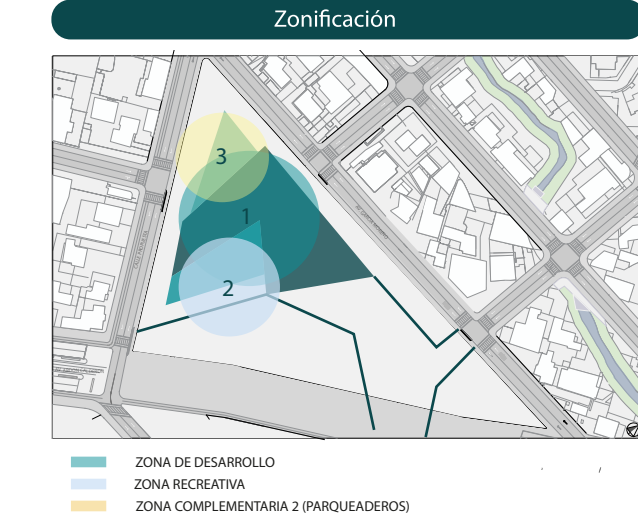 Zonificación
3
1
2
ZONA DE DESARROLLO
ZONA RECREATIVA
ZONA COMPLEMENTARIA 2 (PARQUEADEROS)